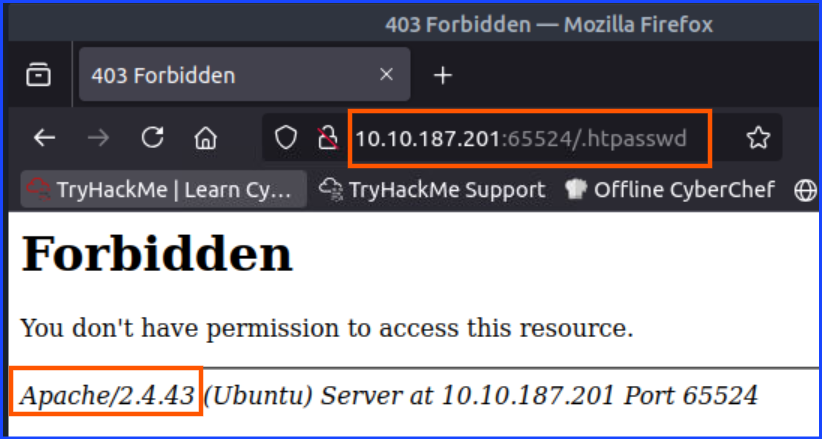 403 Forbidden — Mozilla Firefox
403 Forbidden
10.10.187.201:65524/.htpasswd
TryHackMe | Learn Cy... TryHackMe Support Offline CyberChef
Forbidden
You don't have permission to access this resource.
Apache/2.4.43 (Ubuntu) Server at 10.10.187.201 Port 65524